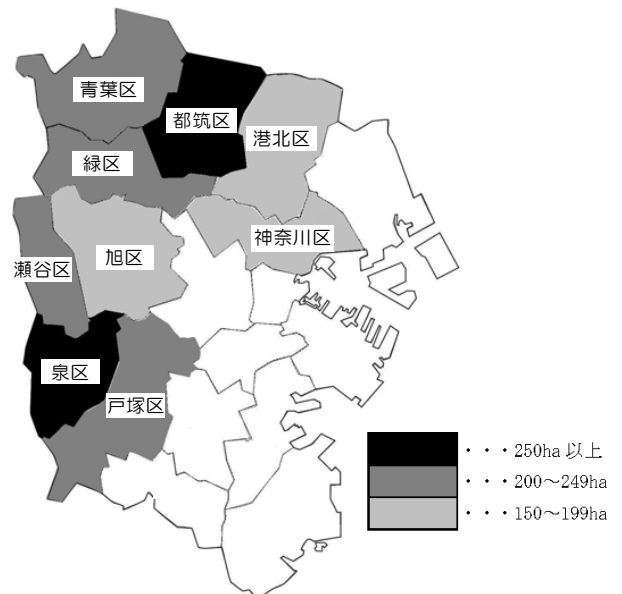 青葉区
都筑区
港北区
緑区
神奈川区
旭区
瀬谷区
泉区
戸塚区
・・・250ha 以上
・・・200～249ha
・・・150～199ha